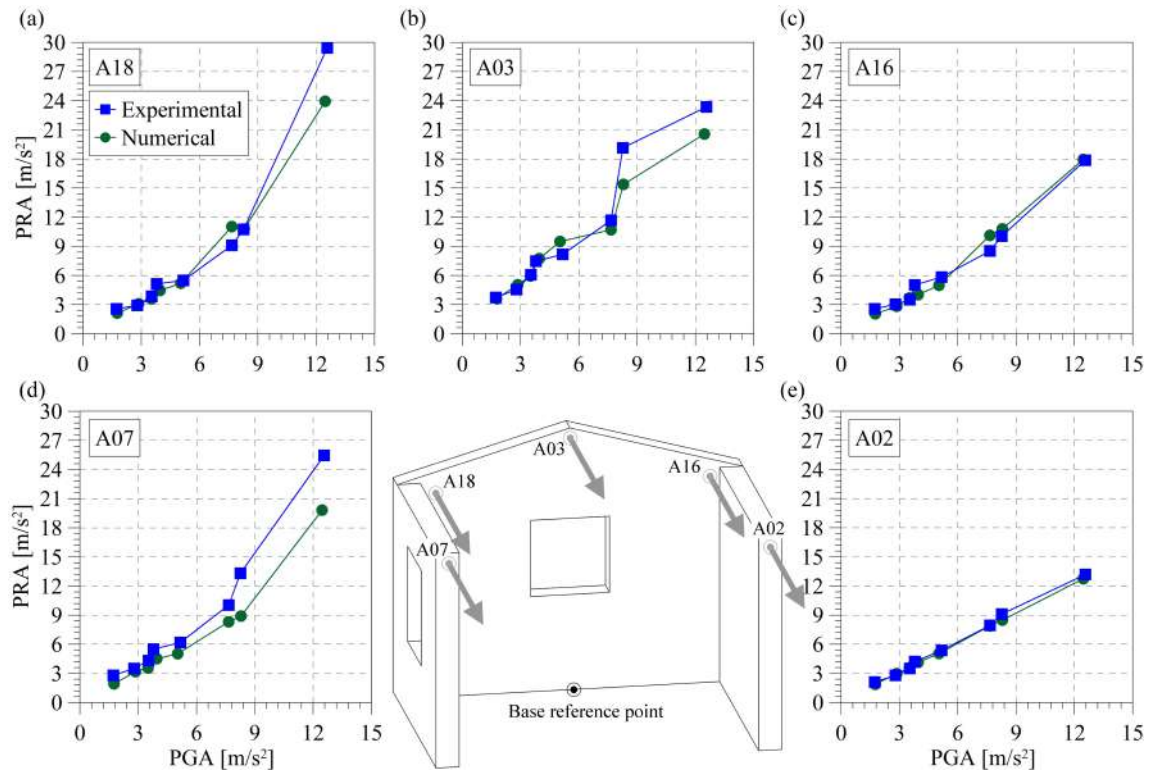 (a)
(b)
(c)
A18
A03
A16
Experimental
Numerical
PRA [m/s²]
30
27
24
21
18
15
12
9
6
3
0
0 3 6 9 12 15
30
27
24
21
18
15
12
9
6
3
0
0 3 6 9 12 15
30
27
24
21
18
15
12
9
6
3
0
0 3 6 9 12 15
(d)
(e)
A07
A02
PRA [m/s²]
30
27
24
21
18
15
12
9
6
3
0
0 3 6 9 12 15
PGA [m/s²]
A03
A18
A16
A07
A02
Base reference point
30
27
24
21
18
15
12
9
6
3
0
0 3 6 9 12 15
PGA [m/s²]